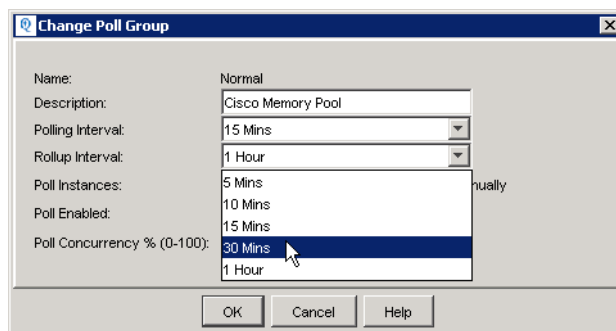 Change Poll Group
Name: Normal
Description: Cisco Memory Pool
Polling Interval: 15 Mins
Rollup Interval: 1 Hour
Poll Instances:
5 Mins
Poll Enabled:
10 Mins
15 Mins
Poll Concurrency % (0-100):
30 Mins
1 Hour
OK Cancel Help